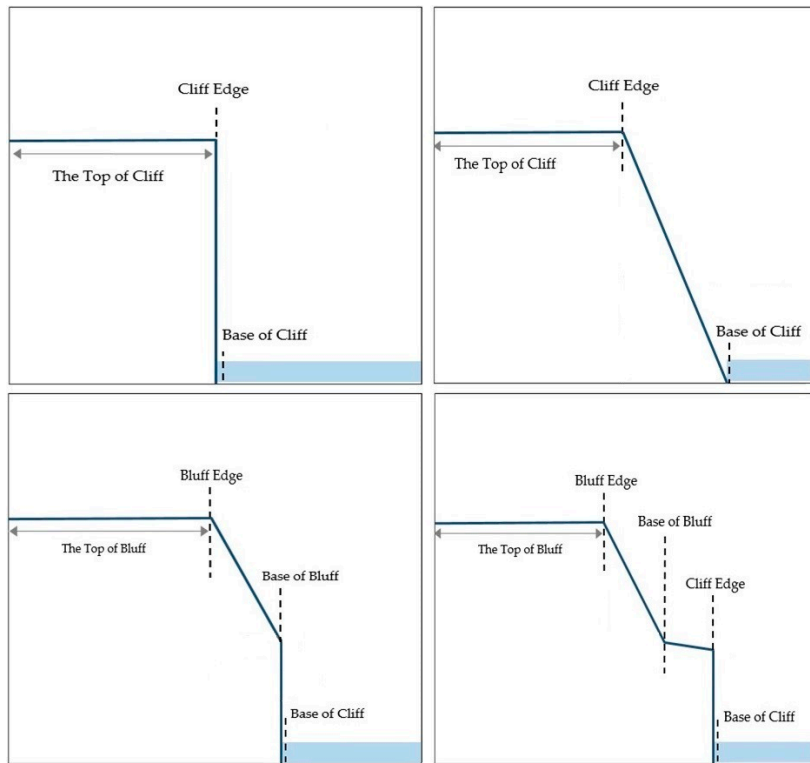 Cliff Edge
The Top of Cliff
Base of Cliff
Cliff Edge
The Top of Cliff
Base of Cliff
Bluff Edge
The Top of Bluff
Base of Bluff
Base of Cliff
Bluff Edge
Base of Bluff
The Top of Bluff
Cliff Edge
Base of Cliff